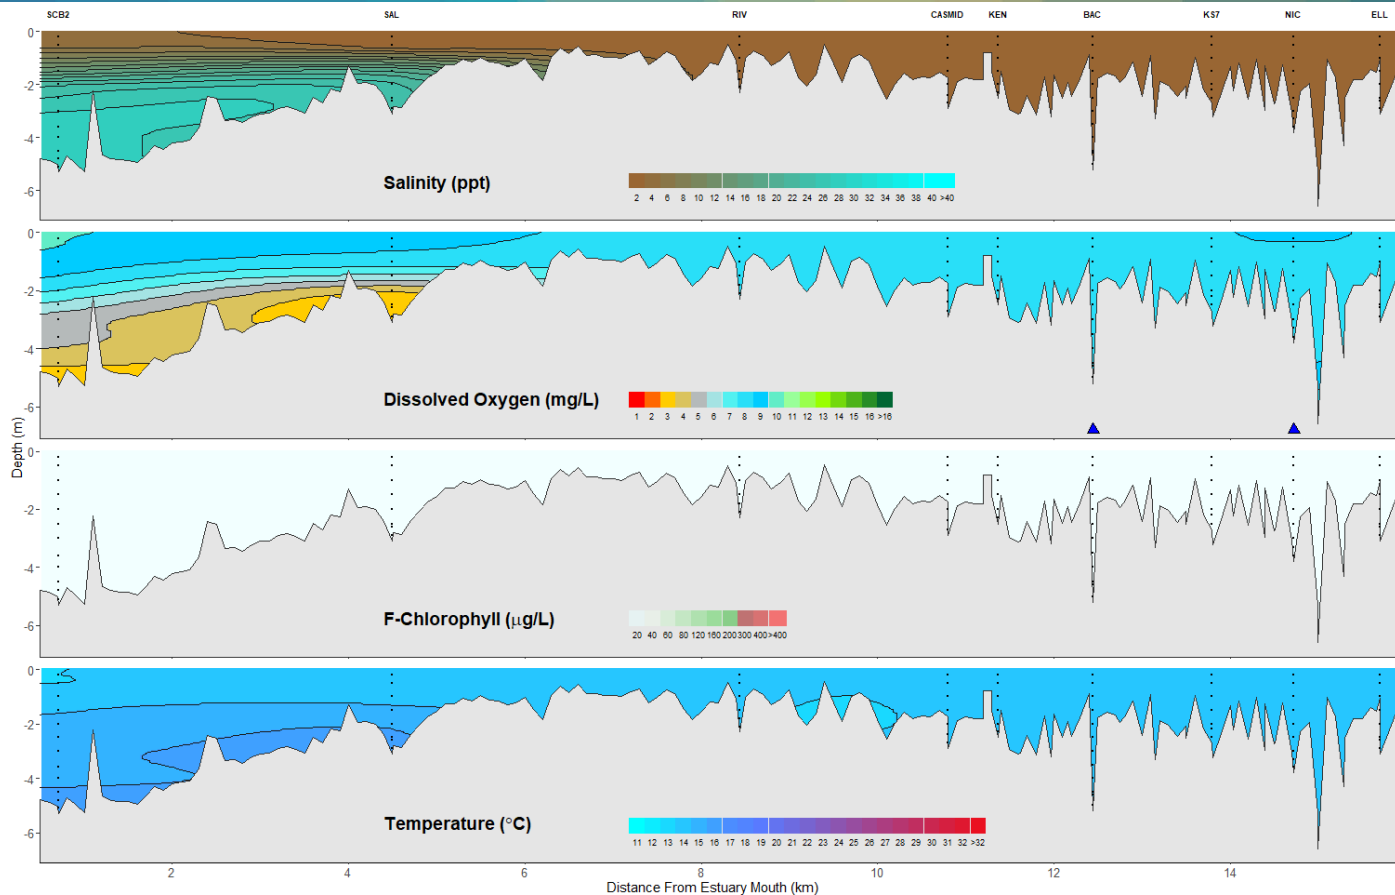 SCB2 SAL RIV CASMID KEN BAC KS7 NIC ELL
0
-2
-4
-6
Salinity (ppt)
2 4 6 8 10 12 14 16 18 20 22 24 26 28 30 32 34 36 38 40 >40
0
-2
-4
-6
Dissolved Oxygen (mg/L)
1 2 3 4 5 6 7 8 9 10 11 12 13 14 15 16 >16
Depth (m)
0
-2
-4
-6
F-Chlorophyll (μg/L)
20 40 60 80 120 160 200 300 400 >400
0
-2
-4
-6
Temperature (°C)
11 12 13 14 15 16 17 18 19 20 21 22 23 24 25 26 27 28 29 30 31 32 >32
2 4 6 8 10 12 14
Distance From Estuary Mouth (km)